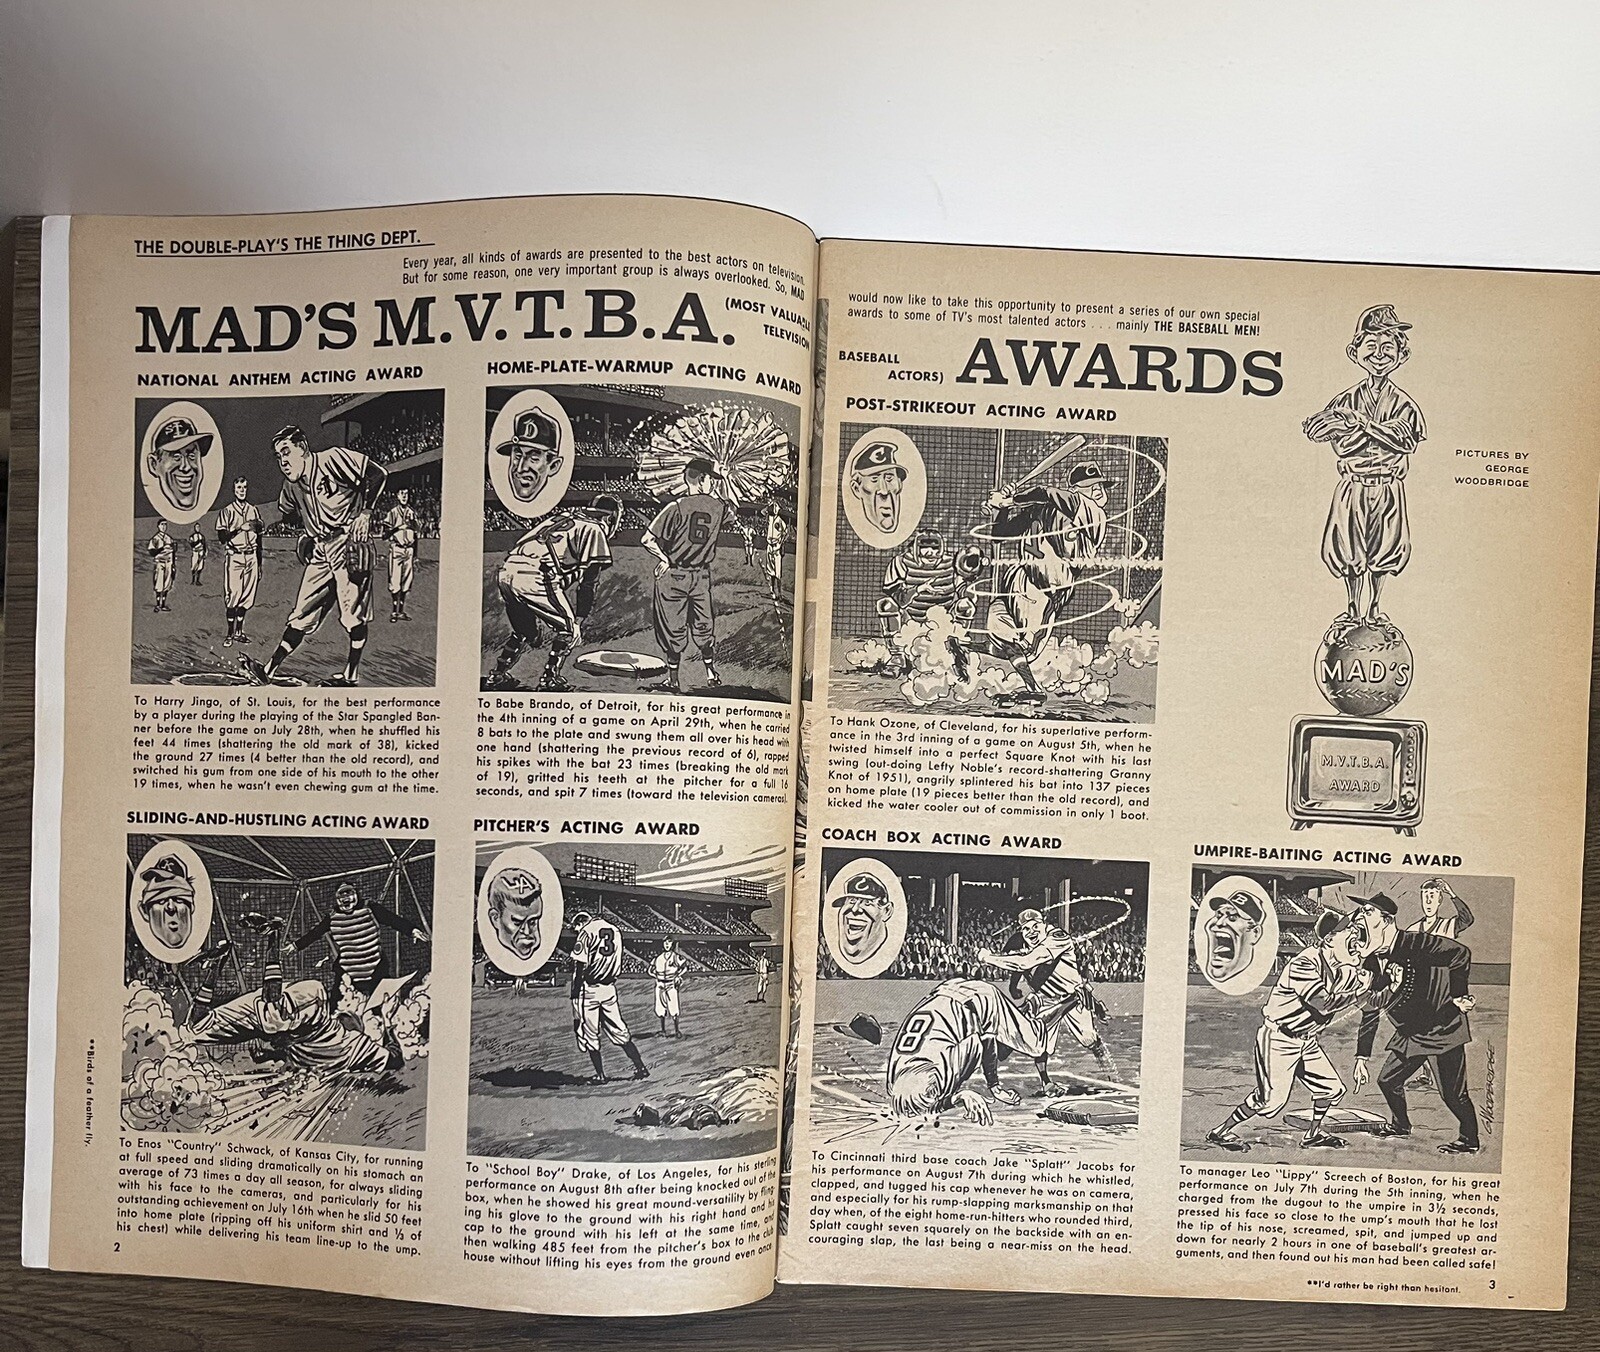 THE DOUBLE-PLAY'S THE THING DEPT.
Every year, all kinds of awards are presented to the best actors on television.
But for some reason, one very important group is always overlooked. So, MAD
MAD'S M.V.T.B.A.
(MOST VALUABLE
TELEVISION
would now like to take this opportunity to present a series of our own special
awards to some of TV's most talented actors . . . mainly THE BASEBALL MEN!
BASEBALL
ACTORS)
AWARDS
PICTURES BY
GEORGE
WOODBRIDGE
MAD'S
M.V.T.B.A.
AWARD
NATIONAL ANTHEM ACTING AWARD
StL
To Harry Jingo, of St. Louis, for the best performance
by a player during the playing of the Star Spangled Ban-
ner before the game on July 28th, when he shuffled his
feet 44 times (shattering the old mark of 38), kicked
the ground 27 times (4 better than the old record), and
switched his gum from one side of his mouth to the other
19 times, when he wasn't even chewing gum at the time.
HOME-PLATE-WARMUP ACTING AWARD
D
6
To Babe Brando, of Detroit, for his great performance in
the 4th inning of a game on April 29th, when he carried
8 bats to the plate and swung them all over his head with
one hand (shattering the previous record of 6), rapped
his spikes with the bat 23 times (breaking the old mark
of 19), gritted his teeth at the pitcher for a full 16
seconds, and spit 7 times (toward the television cameras).
POST-STRIKEOUT ACTING AWARD
C
C
To Hank Ozone, of Cleveland, for his superlative perform-
ance in the 3rd inning of a game on August 5th, when he
twisted himself into a perfect Square Knot with his last
swing (out-doing Lefty Noble's record-shattering Granny
Knot of 1951), angrily splintered his bat into 137 pieces
on home plate (19 pieces better than the old record), and
kicked the water cooler out of commission in only 1 boot.
SLIDING-AND-HUSTLING ACTING AWARD
To Enos "Country" Schwack, of Kansas City, for running
at full speed and sliding dramatically on his stomach an
average of 73 times a day all season, for always sliding
with his face to the cameras, and particularly for his
outstanding achievement on July 16th when he slid 50 feet
into home plate (ripping off his uniform shirt and ⅓ of
his chest) while delivering his team line-up to the ump.
PITCHER'S ACTING AWARD
LA
3
To "School Boy" Drake, of Los Angeles, for his sterling
performance on August 8th after being knocked out of the
box, when he showed his great mound-versatility by fling-
ing his glove to the ground with his right hand and his
cap to the ground with his left at the same time, and
then walking 485 feet from the pitcher's box to the club
house without lifting his eyes from the ground even once
COACH BOX ACTING AWARD
C
8
To Cincinnati third base coach Jake "Splatt" Jacobs for
his performance on August 7th during which he whistled,
clapped, and tugged his cap whenever he was on camera,
and especially for his rump-slapping marksmanship on that
day when, of the eight home-run-hitters who rounded third,
Splatt caught seven squarely on the backside with an en-
couraging slap, the last being a near-miss on the head.
UMPIRE-BAITING ACTING AWARD
B
WOODBRIDGE
To manager Leo "Lippy" Screech of Boston, for his great
performance on July 7th during the 5th inning, when he
charged from the dugout to the umpire in 3½ seconds,
pressed his face so close to the ump's mouth that he lost
the tip of his nose, screamed, spit, and jumped up and
down for nearly 2 hours in one of baseball's greatest ar-
guments, and then found out his man had been called safe!
**Birds of a feather fly.
2
**I'd rather be right than hesitant.
3